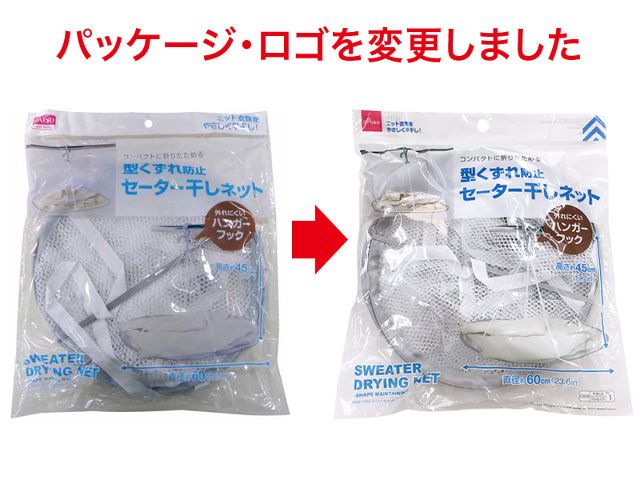 パッケージ・ロゴを変更しました
DAISO
ニット衣類を
やさしく平干し!
コンパクトに折りたためる
型くずれ防止
セーター干しネット
外れにくい
ハンガー
フック
高さ約45cm
SWEATER
DRYING NET
-SHAPE MAINTAIN
直径約60
DAISO
ニット衣類を
やさしく平干し!
コンパクトに折りたためる
型くずれ防止
セーター干しネット
外れにくい
ハンガー
フック
高さ約45cm
SWEATER
DRYING NET
-SHAPE MAINTAINING
直径約60cm (23.6in)